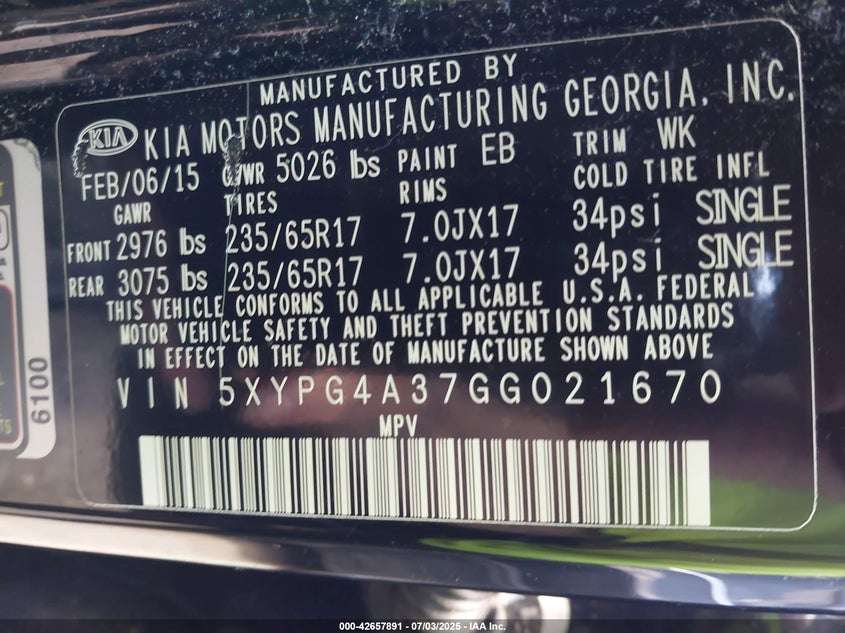 MANUFACTURED BY
KIA KIA MOTORS MANUFACTURING GEORGIA, INC.
FEB/06/15 GVWR 5026 lbs PAINT EB TRIM WK
GAWR TIRES RIMS COLD TIRE INFL
FRONT 2976 lbs 235/65R17 7.0JX17 34psi SINGLE
REAR 3075 lbs 235/65R17 7.0JX17 34psi SINGLE
THIS VEHICLE CONFORMS TO ALL APPLICABLE U.S.A. FEDERAL
MOTOR VEHICLE SAFETY AND THEFT PREVENTION STANDARDS
IN EFFECT ON THE DATE OF MANUFACTURE SHOWN ABOVE
VIN 5XYPG4A37GG021670
MPV
6100
000-42657891 / 07/03/2025 - IAA Inc.